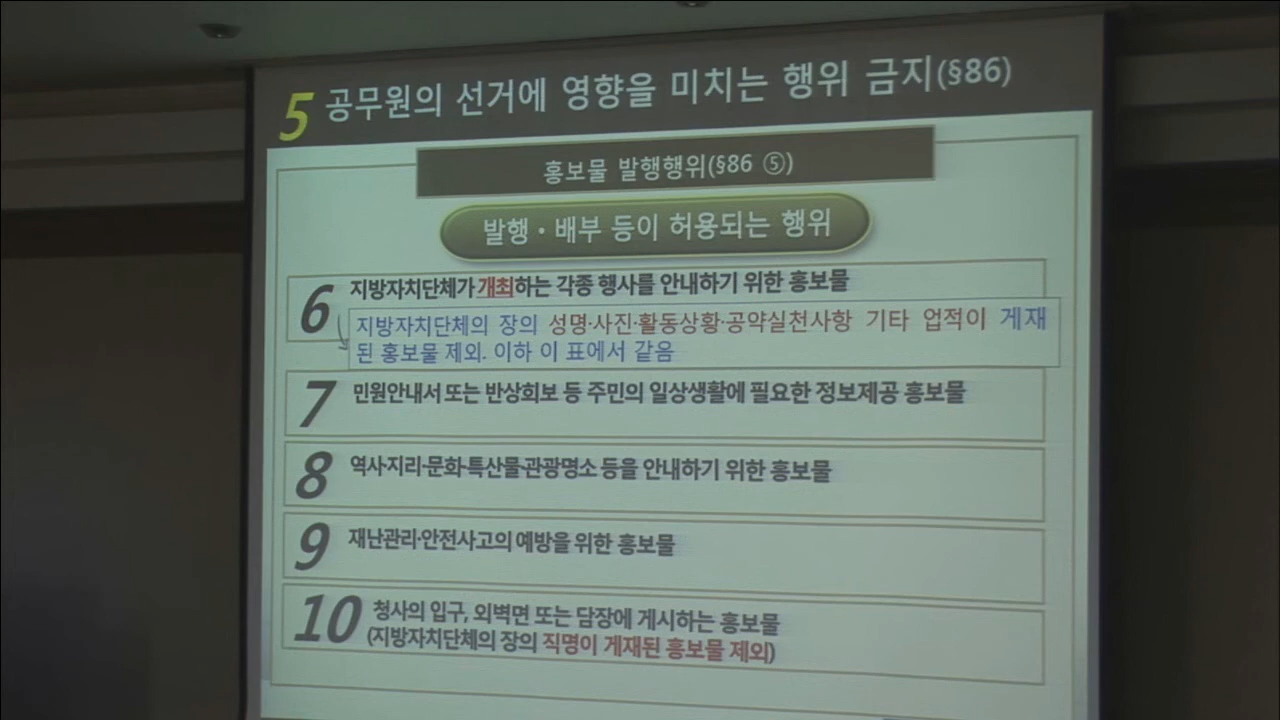 5 공무원의 선거에 영향을 미치는 행위 금지(§86)
홍보물 발행행위(§86 ⑤)
발행・배부 등이 허용되는 행위
6 지방자치단체가 개최하는 각종 행사를 안내하기 위한 홍보물
지방자치단체의 장의 성명·사진·활동상황·공약실천사항 기타 업적이 게재
된 홍보물 제외. 이하 이 표에서 같음
7 민원안내서 또는 반상회보 등 주민의 일상생활에 필요한 정보제공 홍보물
8 역사·지리·문화·특산물·관광명소 등을 안내하기 위한 홍보물
9 재난관리·안전사고의 예방을 위한 홍보물
10 청사의 입구, 외벽면 또는 담장에 게시하는 홍보물
(지방자치단체의 장의 직명이 게재된 홍보물 제외)